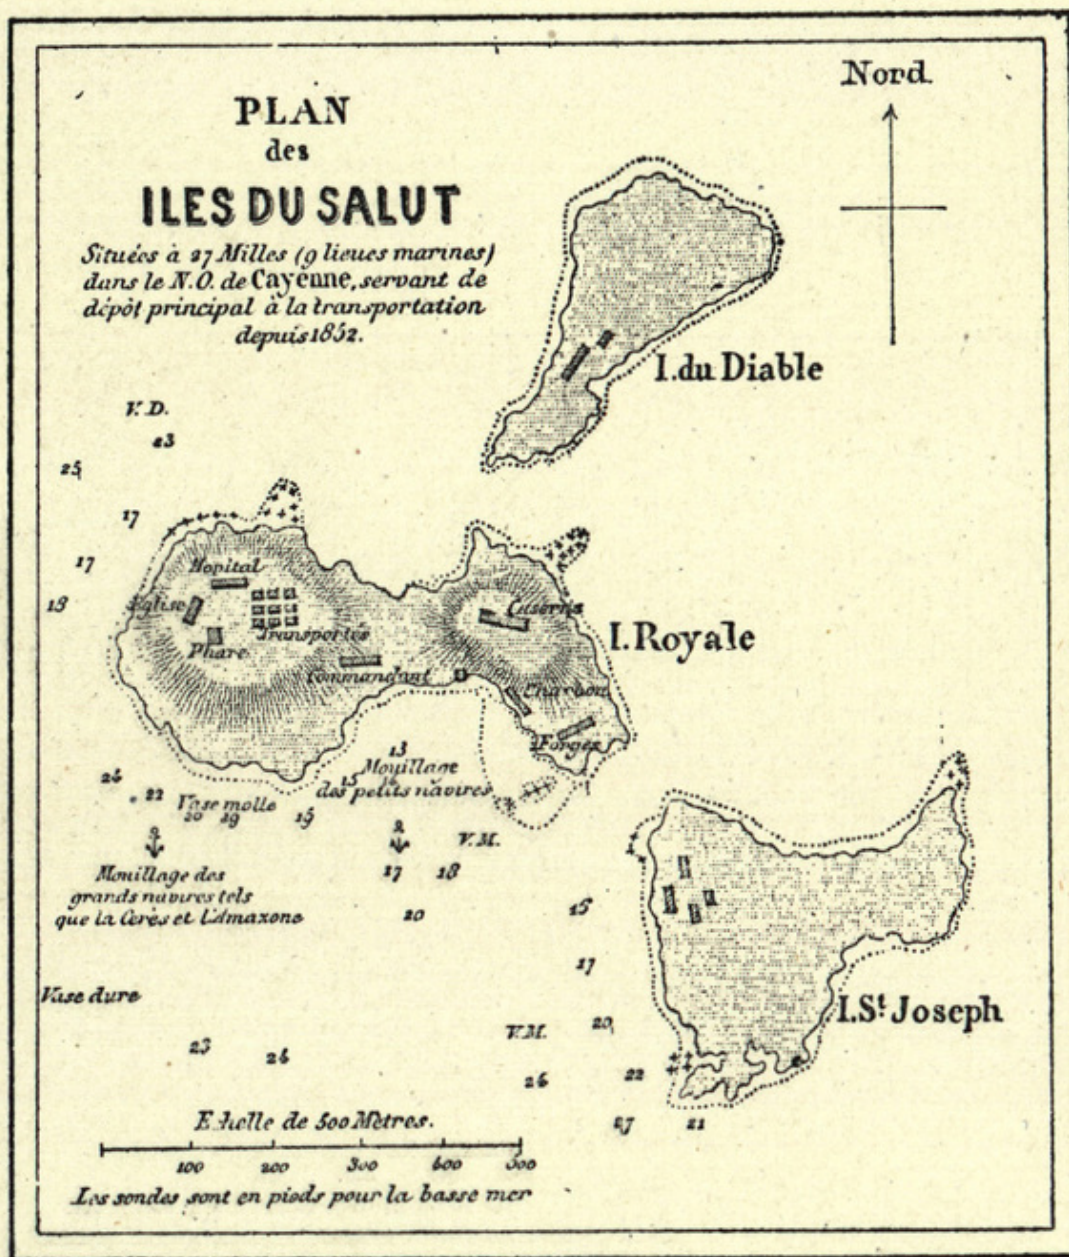 Nord.
PLAN
des
ILES DU SALUT
Situées à 27 Milles (9 lieues marines)
dans le N.O. de Cayenne, servant de
dépôt principal à la transportation
depuis 1852.
I. du Diable
V.D.
23
25
17
17
18
Hopital
Eglise
Transportés
Phare
Commandant
Caserne
I. Royale
Charbon
Forges
13
Mouillage
15
des petits navires
26
22
Vase molle
20 19 15
V.M.
17 18
Mouillage des
grands navires tels
que la Cérès et l'Amazone
20
15
17
Vase dure
I. St. Joseph
V.M.
20
23
26
26
22
27 21
Echelle de 500 Mètres.
100 200 300 400 500
Les sondes sont en pieds pour la basse mer